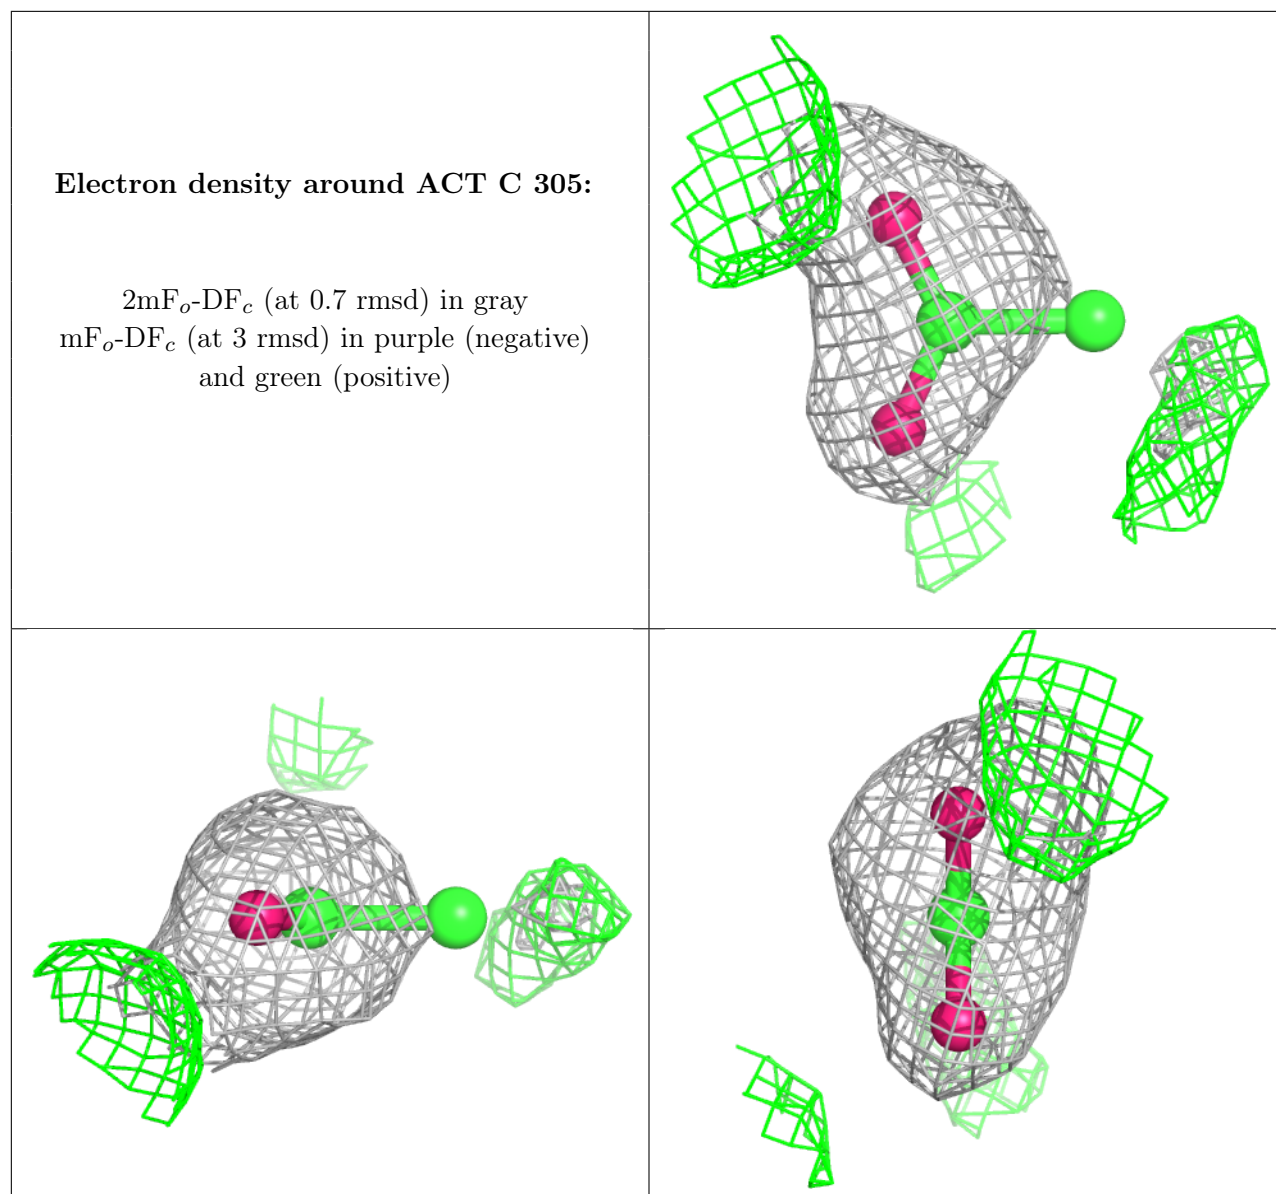 Electron density around ACT C 305:
2mFo-DFc (at 0.7 rmsd) in gray
mFo-DFc (at 3 rmsd) in purple (negative)
and green (positive)